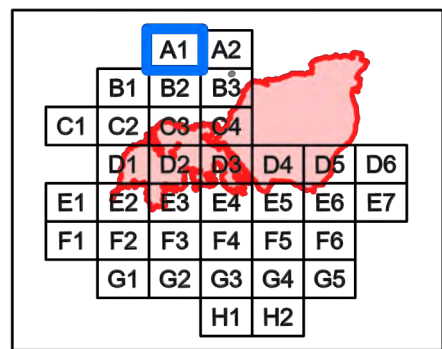 A1 A2
B1 B2 B3
C1 C2 C3 C4
D1 D2 D3 D4 D5 D6
E1 E2 E3 E4 E5 E6 E7
F1 F2 F3 F4 F5 F6
G1 G2 G3 G4 G5
H1 H2